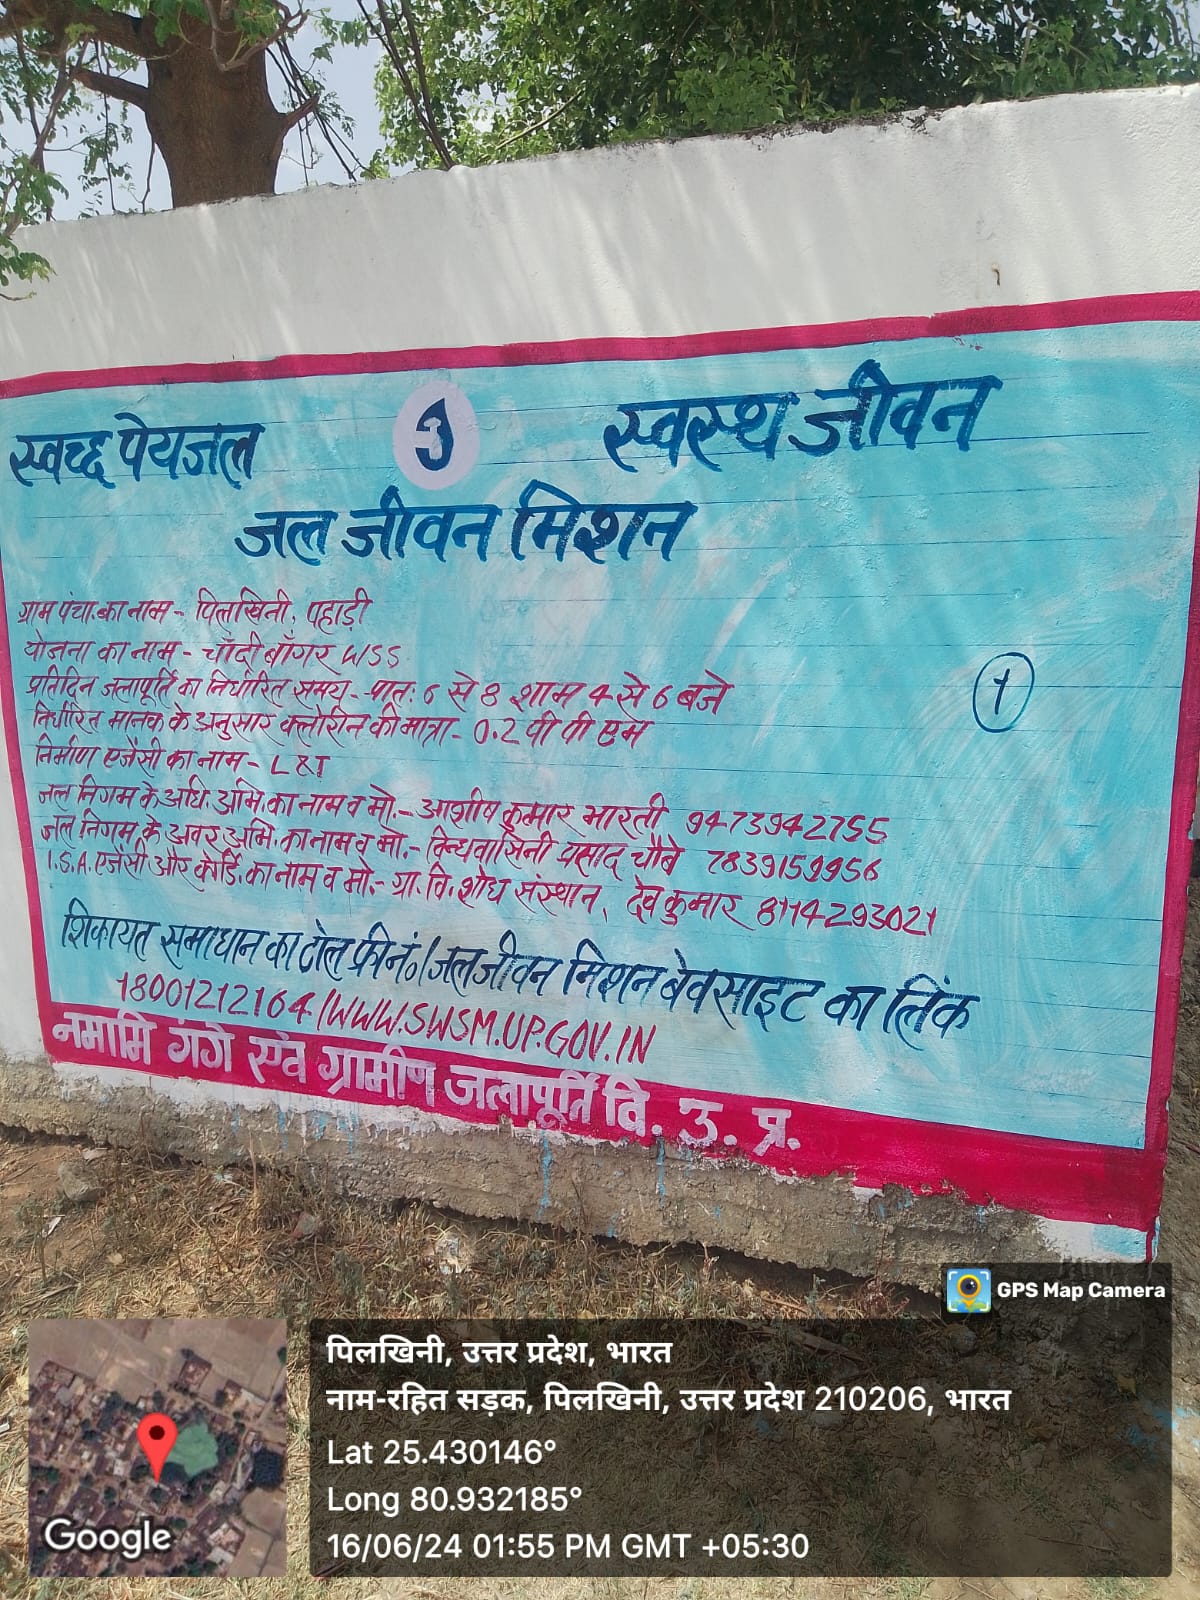 स्वच्छ पेयजल
स्वस्थ जीवन
जल जीवन मिशन
ग्राम पंचा. का नाम - पिलखिनी, पहाड़ी
योजना का नाम - चाँदी बाँगर WSS
प्रतिदिन जलापूर्ति का निर्धारित समय - प्रात: 6 से 8 शाम 4 से 6 बजे
निर्धारित मानक के अनुसार क्लोरीन की मात्रा - 0.2 पी पी एम
निर्माण एजेंसी का नाम - L & T
1
जल निगम के अधि. अभि. का नाम व मो. - आशीष कुमार भारती 9473942755
जल निगम के अवर अभि. का नाम व मो. - विन्धवासिनी प्रसाद चौबे 7839159956
I.S.A. एजेंसी और कोर्डि. का नाम व मो. - ग्रा. वि. शोध संस्थान, देव कुमार 8114293021
शिकायत समाधान का टोल फ्री नं०/जल जीवन मिशन बेवसाइट का लिंक
18001212164/WWW.SWSM.UP.GOV.IN
नमामि गंगे एंव ग्रामीण जलापूर्ति वि. उ. प्र.
GPS Map Camera
पिलखिनी, उत्तर प्रदेश, भारत
नाम-रहित सड़क, पिलखिनी, उत्तर प्रदेश 210206, भारत
Lat 25.430146°
Long 80.932185°
16/06/24 01:55 PM GMT +05:30
Google